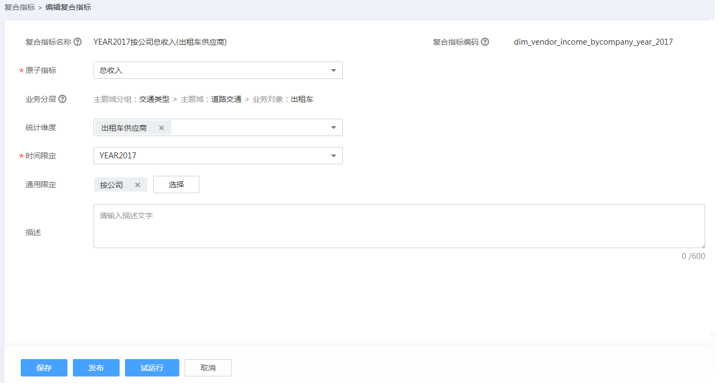 复合指标 > 编辑复合指标
复合指标名称 ? YEAR2017按公司总收入(出租车供应商) 复合指标编码 ? dim_vendor_income_bycompany_year_2017
* 原子指标 总收入
业务分层 ? 主题域分组：交通类型 > 主题域：道路交通 > 业务对象：出租车
统计维度 出租车供应商 ×
* 时间限定 YEAR2017
通用限定 按公司 × 选择
描述 请输入描述文字
0 /600
保存 发布 试运行 取消